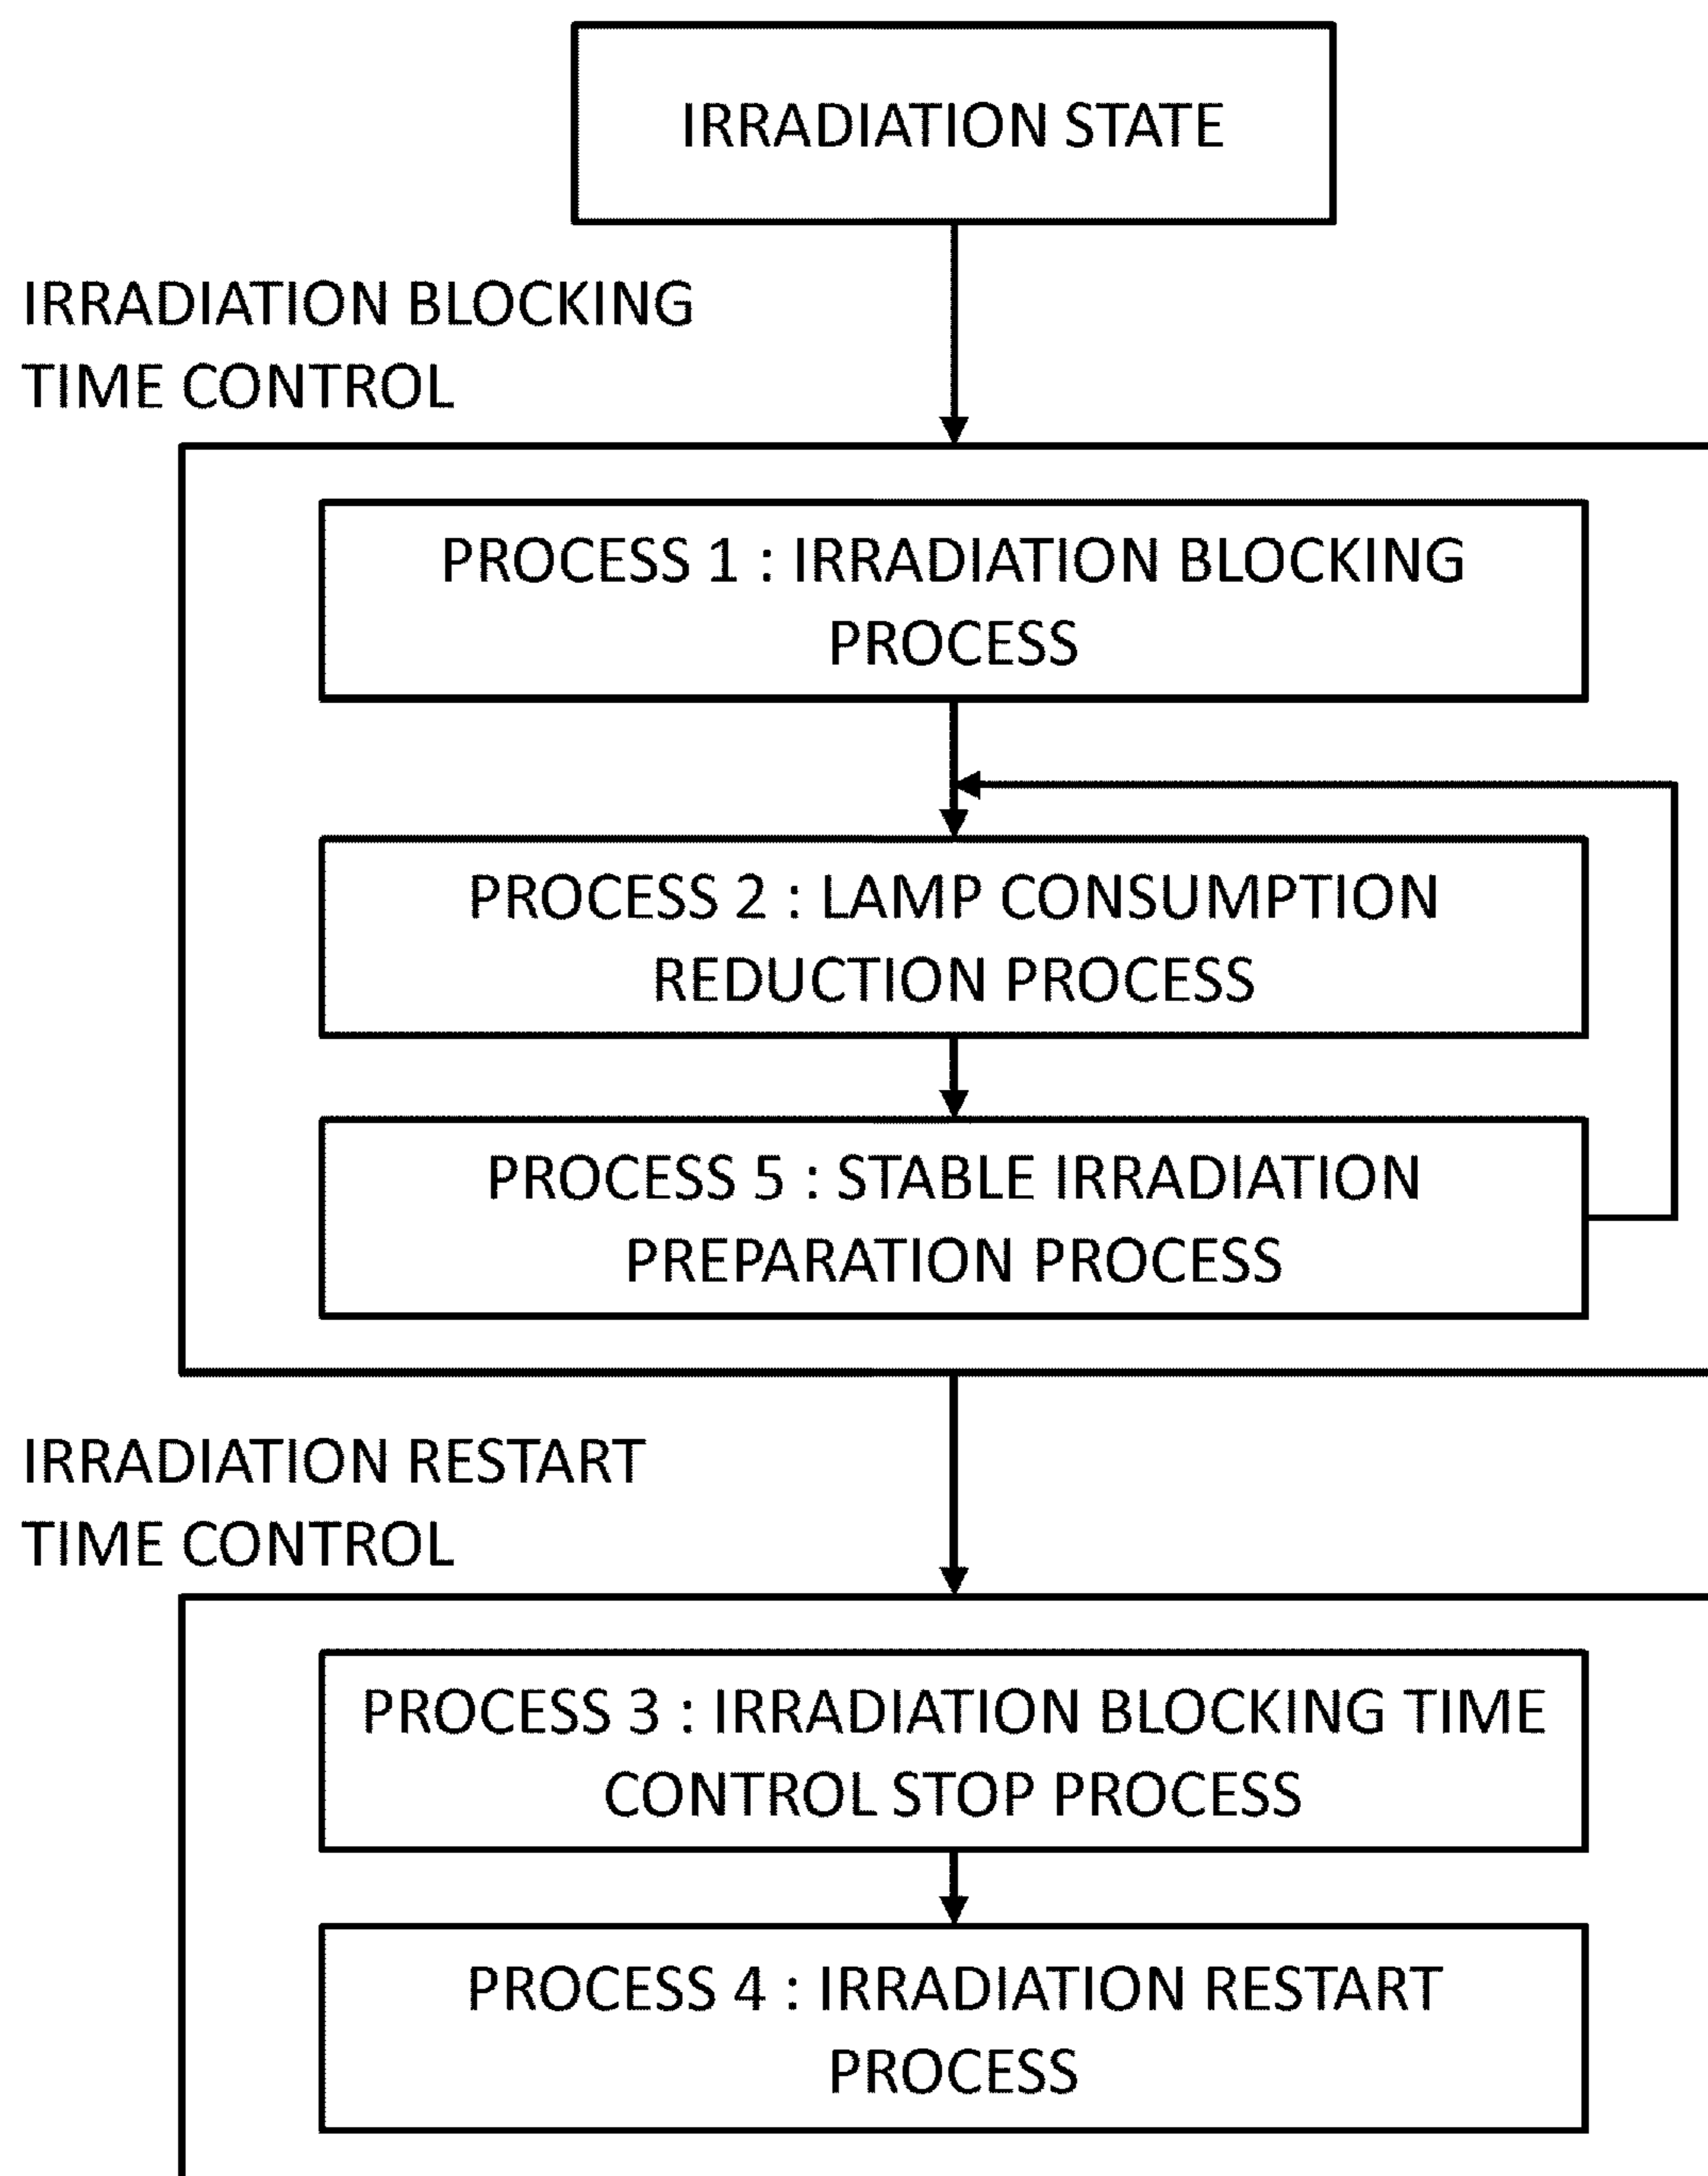 IRRADIATION STATE
IRRADIATION BLOCKING
TIME CONTROL
PROCESS 1 : IRRADIATION BLOCKING
PROCESS
PROCESS 2 : LAMP CONSUMPTION
REDUCTION PROCESS
PROCESS 5 : STABLE IRRADIATION
PREPARATION PROCESS
IRRADIATION RESTART
TIME CONTROL
PROCESS 3 : IRRADIATION BLOCKING TIME
CONTROL STOP PROCESS
PROCESS 4 : IRRADIATION RESTART
PROCESS